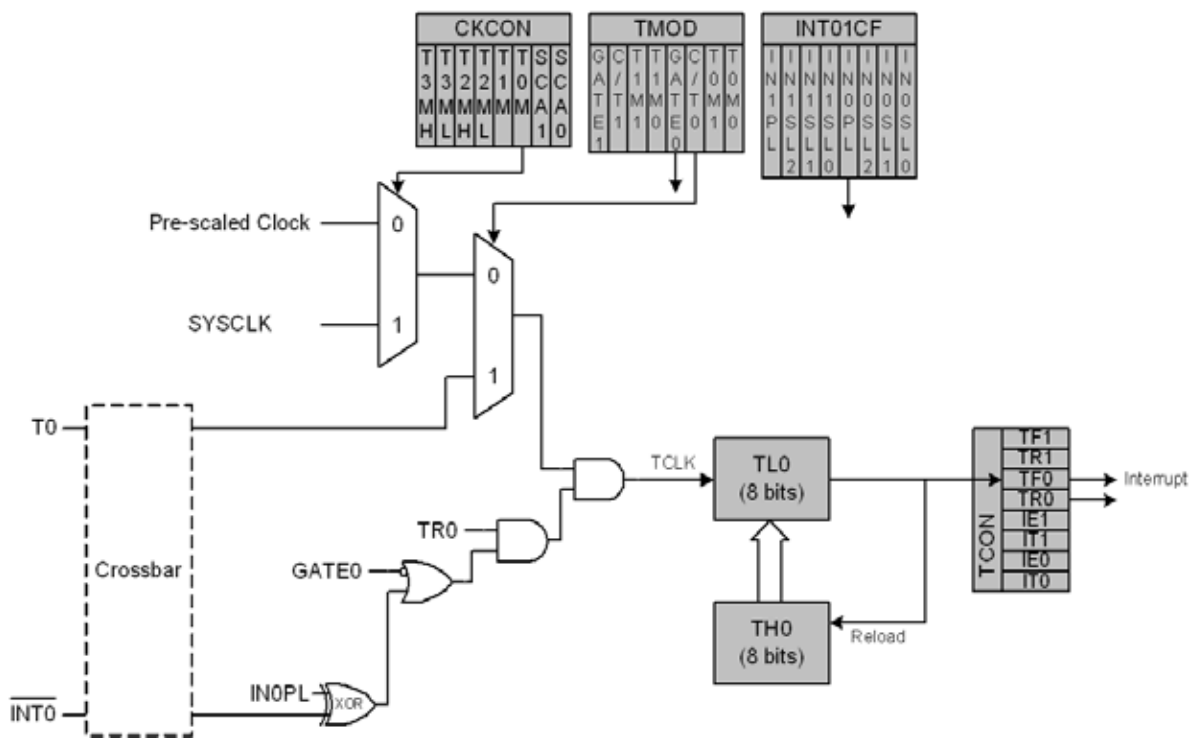 CKCON
T3MH T3ML T2MH T2ML T1M T0M SCA1 SCA0
TMOD
GATE1 C/T1 T1M1 T1M0 GATE0 C/T0 T0M1 T0M0
INT01CF
IN1PL IN1SL2 IN1SL1 IN1SL0 IN0PL IN0SL2 IN0SL1 IN0SL0
Pre-scaled Clock
0
SYSCLK
1
0
1
T0
Crossbar
INT0
TR0
GATE0
IN0PL
XOR
TCLK
TL0
(8 bits)
TH0
(8 bits)
Reload
TCON
TF1
TR1
TF0
TR0
IE1
IT1
IE0
IT0
Interrupt